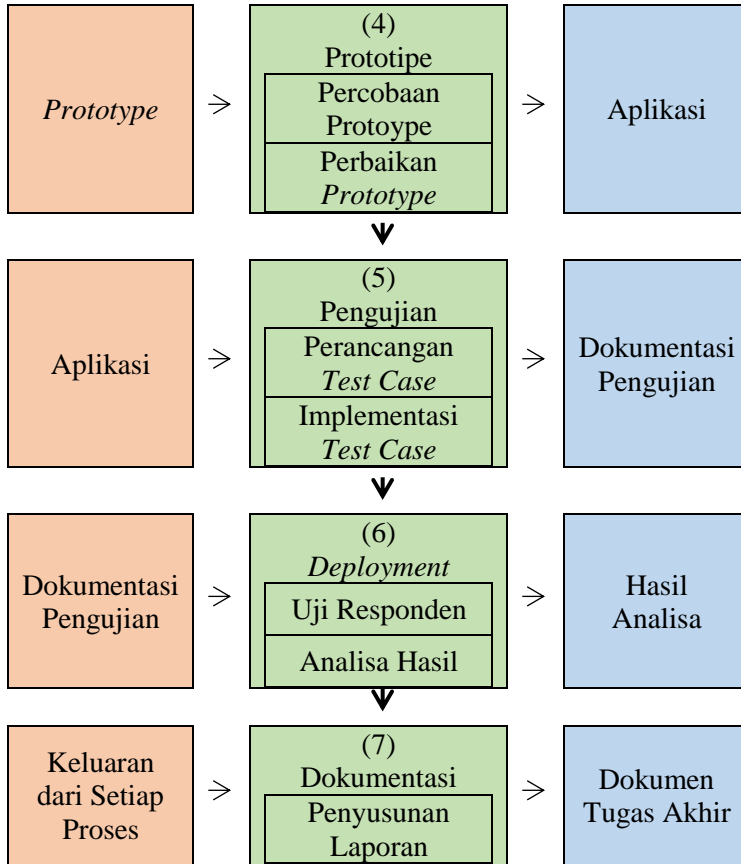 Prototype
(4)
Prototipe
Percobaan
Protoype
Perbaikan
Prototype
Aplikasi
Aplikasi
(5)
Pengujian
Perancangan
Test Case
Implementasi
Test Case
Dokumentasi
Pengujian
Dokumentasi
Pengujian
(6)
Deployment
Uji Responden
Analisa Hasil
Hasil
Analisa
Keluaran
dari Setiap
Proses
(7)
Dokumentasi
Penyusunan
Laporan
Dokumen
Tugas Akhir